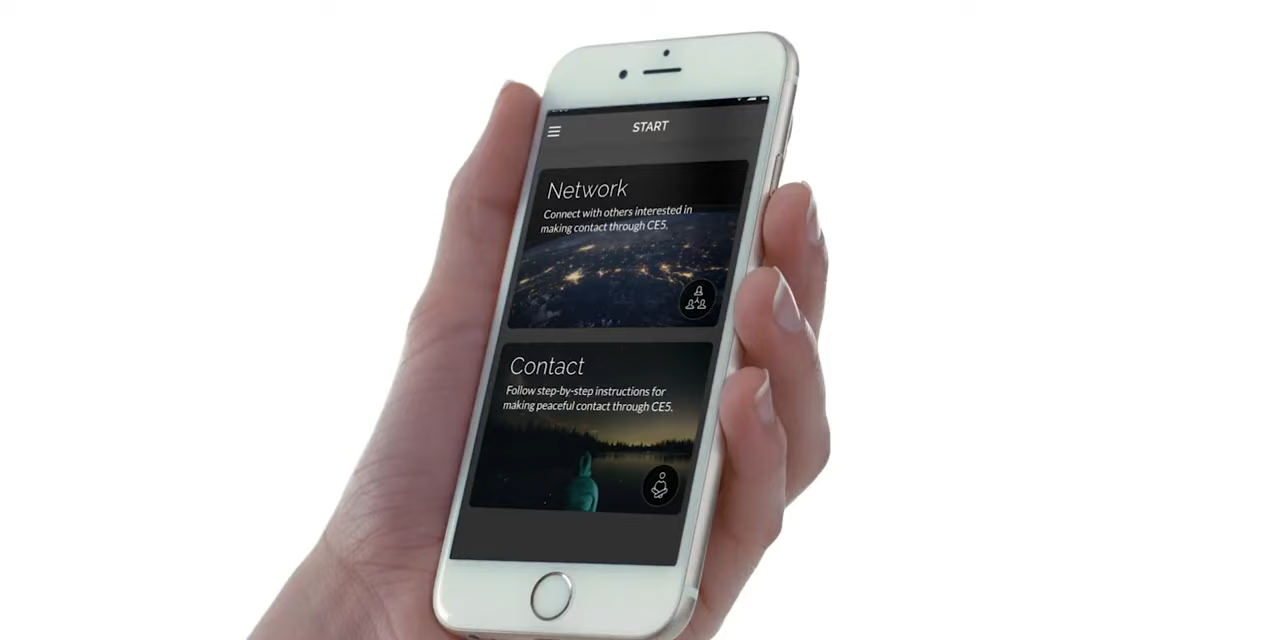 START
Network
Connect with others interested in
making contact through CE5.
Contact
Follow step-by-step instructions for
making peaceful contact through CE5.